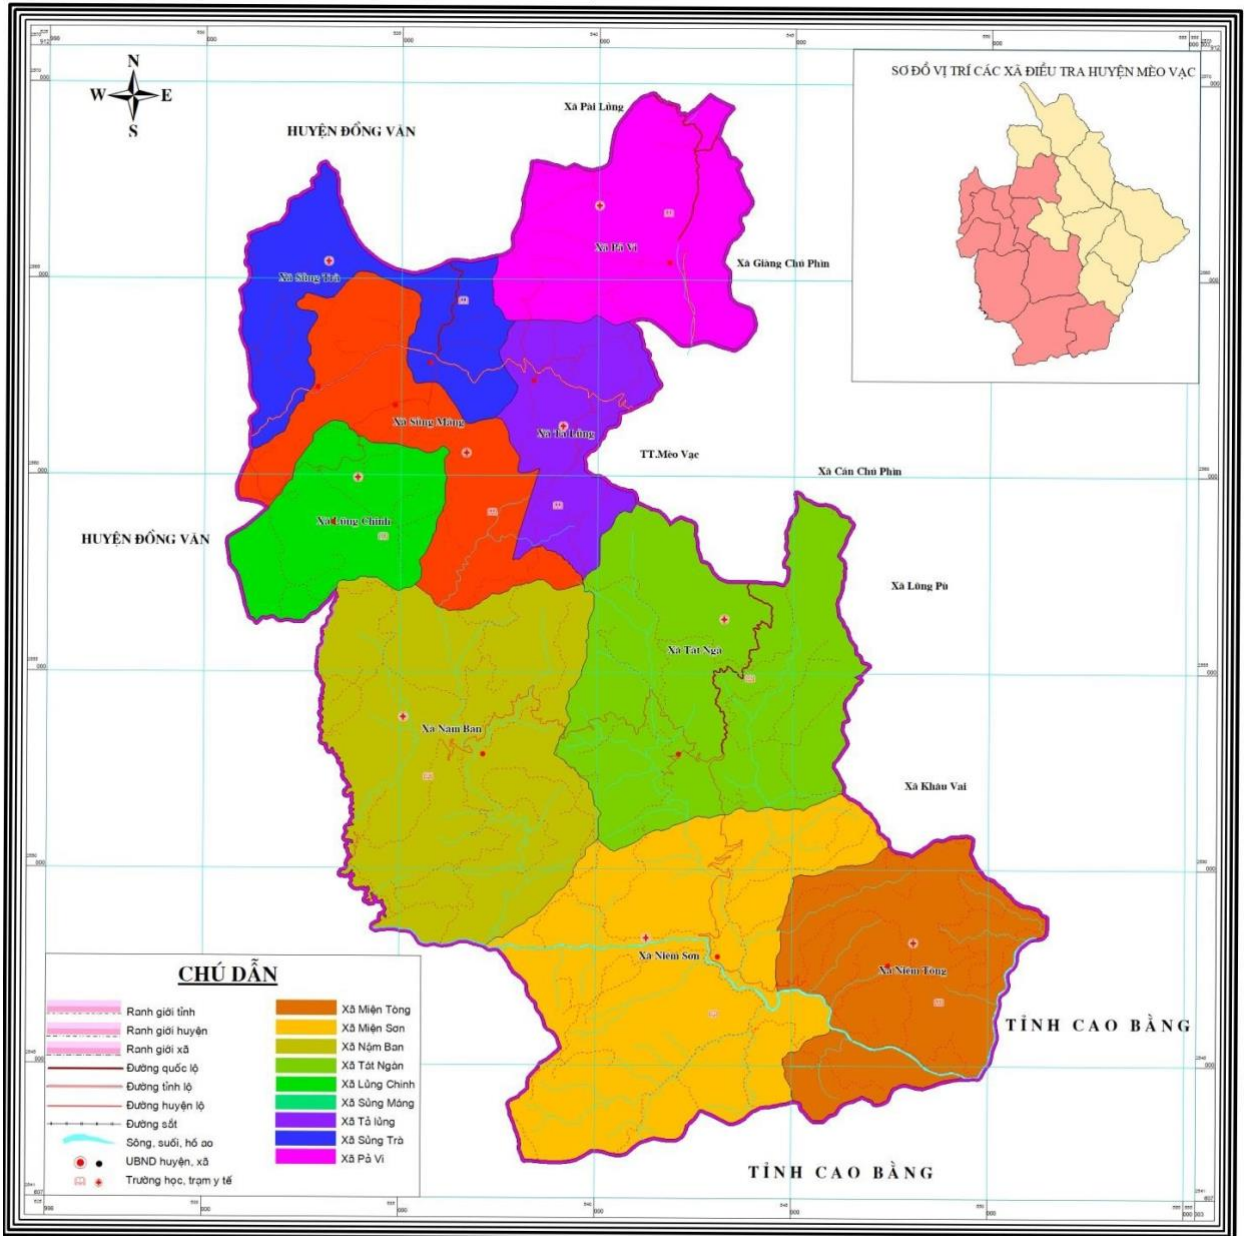 N
W E
S
HUYỆN ĐỒNG VĂN
Xã Pải Lủng
SƠ ĐỒ VỊ TRÍ CÁC XÃ ĐIỀU TRA HUYỆN MÈO VẠC
Xã Pả Vi
Xã Giàng Chú Phìn
Xã Sủng Trà
Xã Sủng Máng
Xã Tả Lủng
TT.Mèo Vạc
Xã Cán Chú Phìn
Xã Lũng Chinh
HUYỆN ĐỒNG VĂN
Xã Lũng Pù
Xã Tát Ngà
Xã Nậm Ban
Xã Khâu Vai
Xã Niêm Sơn
Xã Niêm Tòng
TỈNH CAO BẰNG
TỈNH CAO BẰNG
CHÚ DẪN
Ranh giới tỉnh
Ranh giới huyện
Ranh giới xã
Đường quốc lộ
Đường tỉnh lộ
Đường huyện lộ
Đường sắt
Sông, suối, hồ ao
UBND huyện, xã
Trường học, trạm y tế
Xã Miện Tòng
Xã Miện Sơn
Xã Nậm Ban
Xã Tát Ngàn
Xã Lũng Chinh
Xã Sủng Máng
Xã Tả lủng
Xã Sủng Trà
Xã Pả Vi